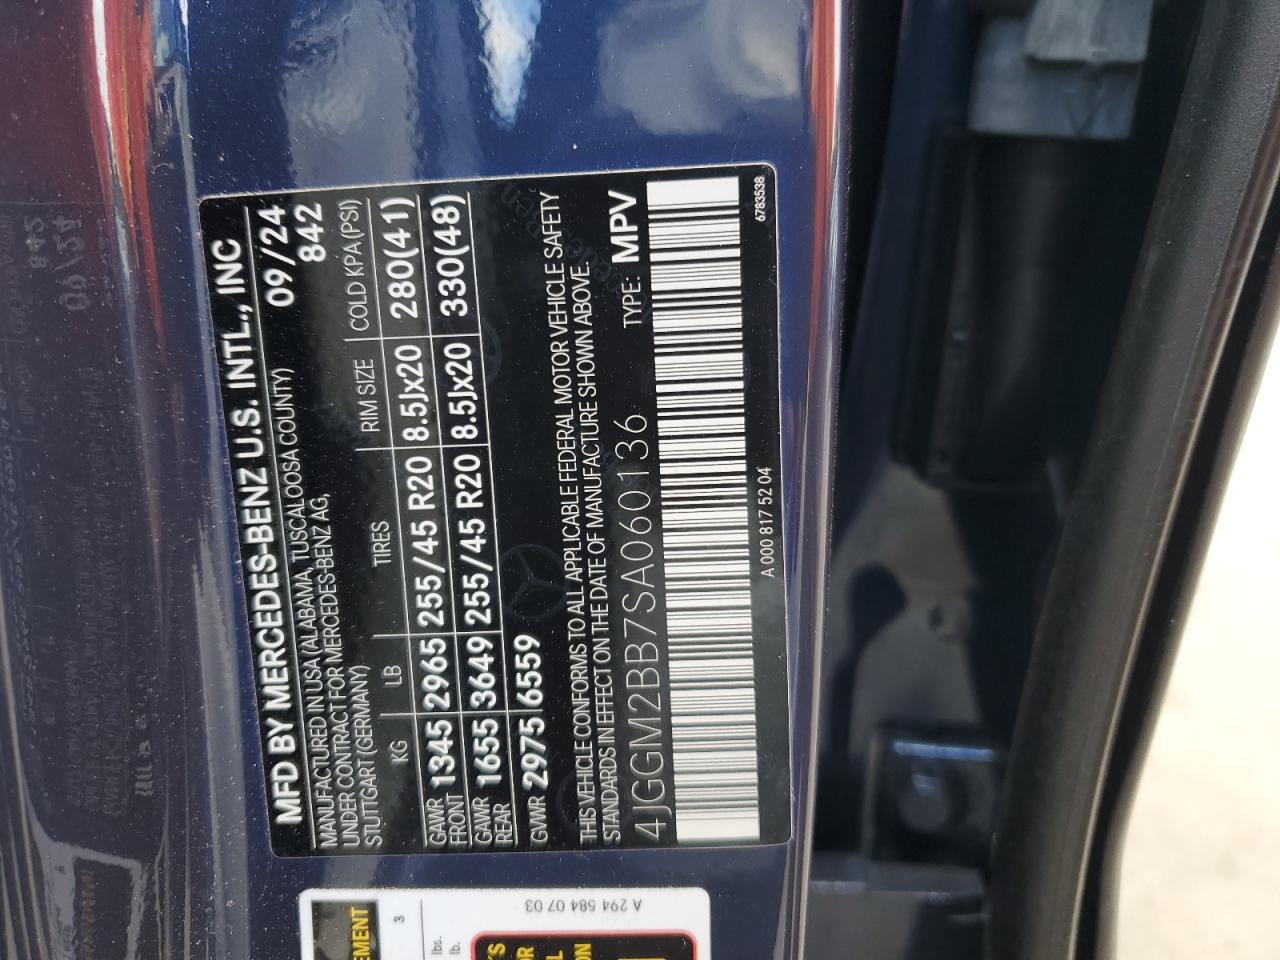 MFD BY MERCEDES-BENZ U.S. INTL., INC
MANUFACTURED IN USA (ALABAMA, TUSCALOOSA COUNTY) 09/24
UNDER CONTRACT FOR MERCEDES-BENZ AG, 842
STUTTGART (GERMANY)
KG LB TIRES RIM SIZE COLD KPA (PSI)
GAWR FRONT 1345 2965 255/45 R20 8.5Jx20 280(41)
GAWR REAR 1655 3649 255/45 R20 8.5Jx20 330(48)
GVWR 2975 6559
THIS VEHICLE CONFORMS TO ALL APPLICABLE FEDERAL MOTOR VEHICLE SAFETY
STANDARDS IN EFFECT ON THE DATE OF MANUFACTURE SHOWN ABOVE.
4JGGM2BB7SA060136 TYPE: MPV
A 000 817 52 04 6783538
A 294 584 07 03
3
lbs.
lb.